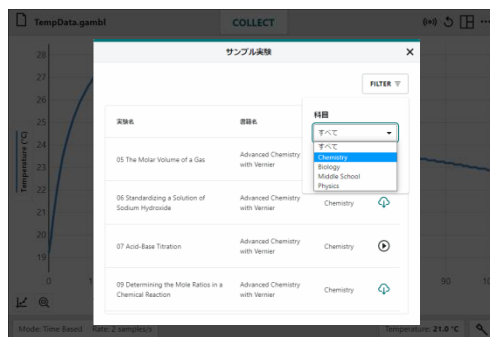 TempData.gambl
COLLECT
サンプル実験
FILTER
科目
実験名
書籍名
すべて
すべて
Chemistry
Biology
Middle School
Physics
05 The Molar Volume of a Gas
Advanced Chemistry
with Vernier
06 Standardizing a Solution of
Sodium Hydroxide
Advanced Chemistry
with Vernier
Chemistry
07 Acid-Base Titration
Advanced Chemistry
with Vernier
Chemistry
09 Determining the Mole Ratios in a
Chemical Reaction
Advanced Chemistry
with Vernier
Chemistry
Temperature (°C)
28
27
26
25
24
23
22
21
20
19
0
90
Mode: Time Based
Rate: 2 samples/s
Temperature: 21.0 °C